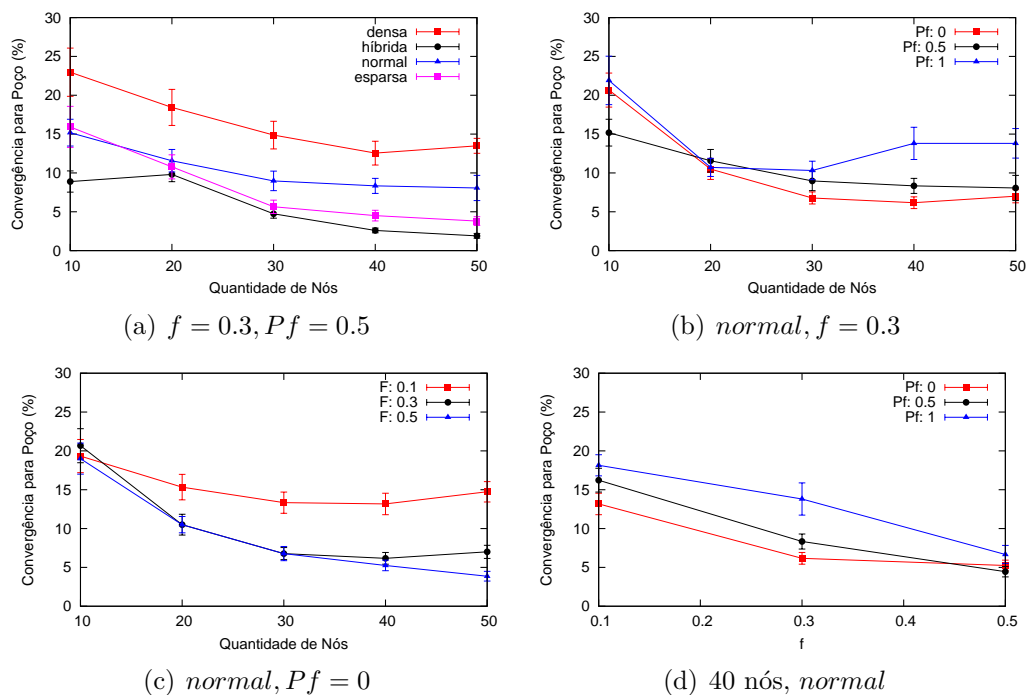 30
25
20
15
10
5
0
Convergência para Poço (%)
densa
híbrida
normal
esparsa
10 20 30 40 50
Quantidade de Nós
(a) f = 0.3, Pf = 0.5
30
25
20
15
10
5
0
Convergência para Poço (%)
Pf: 0
Pf: 0.5
Pf: 1
10 20 30 40 50
Quantidade de Nós
(b) normal, f = 0.3
30
25
20
15
10
5
0
Convergência para Poço (%)
F: 0.1
F: 0.3
F: 0.5
10 20 30 40 50
Quantidade de Nós
(c) normal, Pf = 0
30
25
20
15
10
5
0
Convergência para Poço (%)
Pf: 0
Pf: 0.5
Pf: 1
0.1 0.2 0.3 0.4 0.5
f
(d) 40 nós, normal